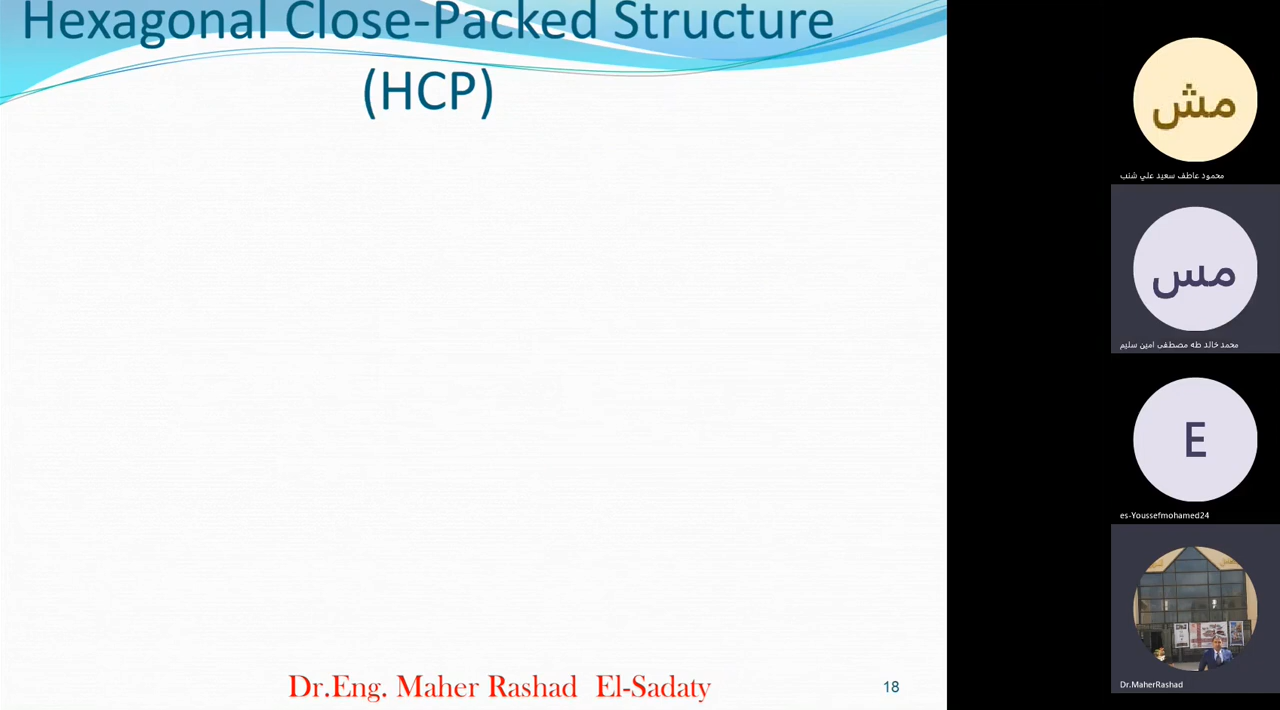 Hexagonal Close-Packed Structure
(HCP)
Dr.Eng. Maher Rashad El-Sadaty
18
مش
محمود عاطف سعيد علي شنب
مس
محمد خالد طه مصطفى امين سليم
E
es-Youssefmohamed24
Dr.MaherRashad